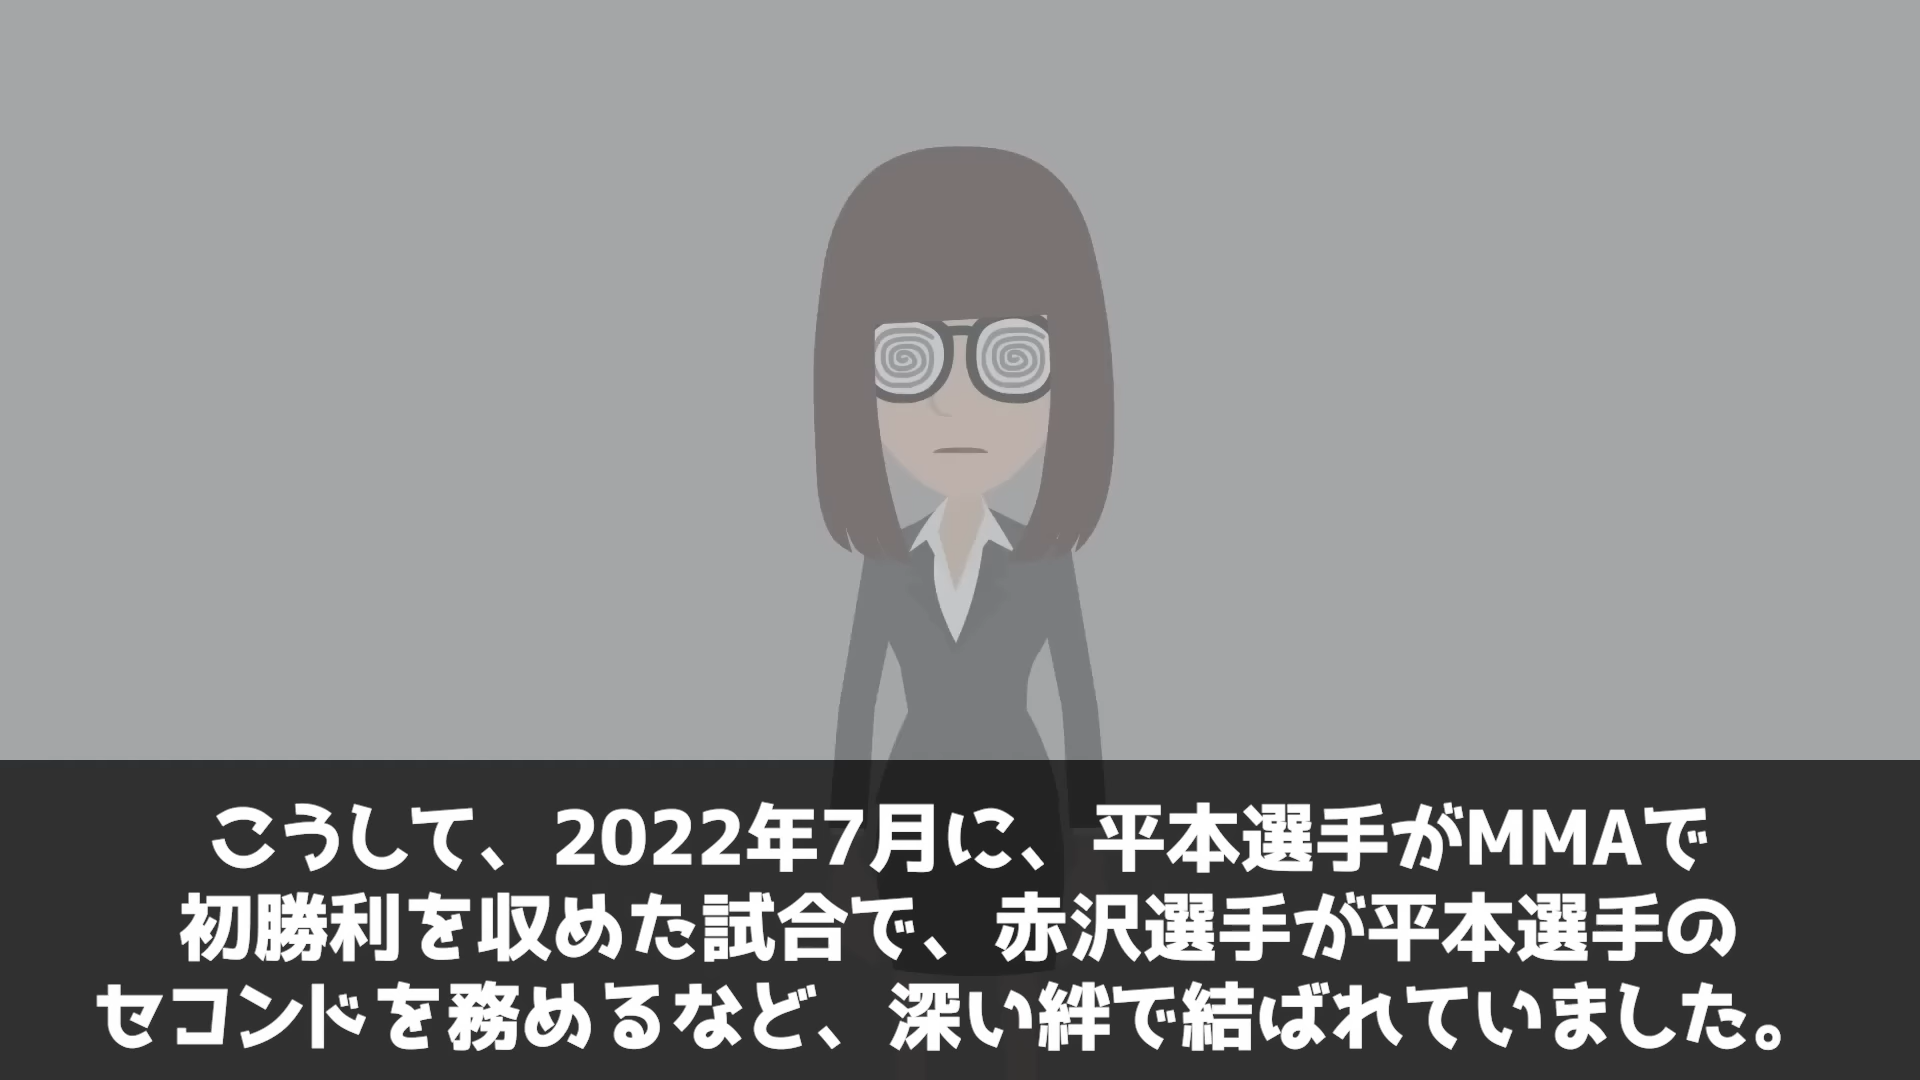 こうして、2022年7月に、平本選手がMMAで
初勝利を収めた試合で、赤沢選手が平本選手の
セコンドを務めるなど、深い絆で結ばれていました。